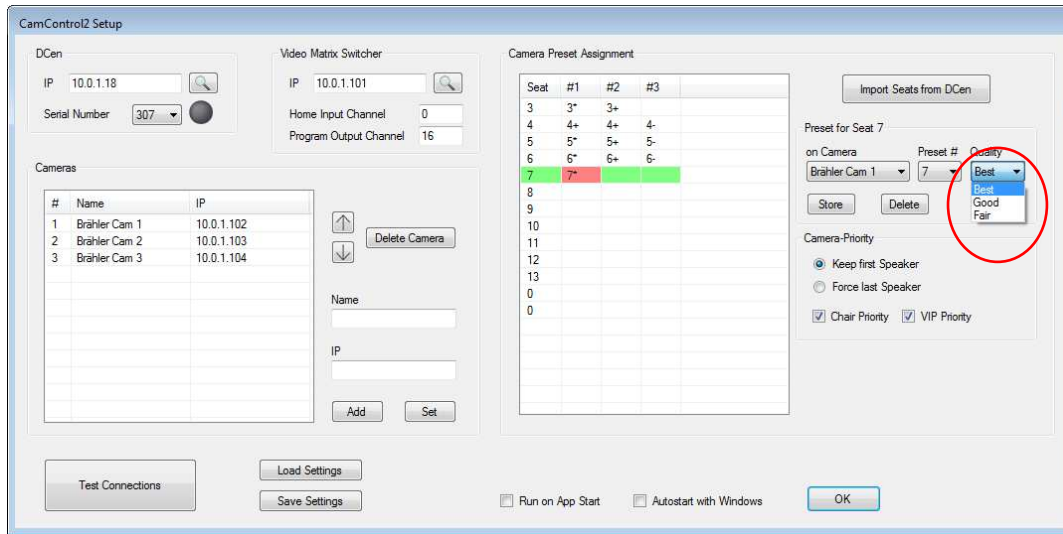 CamControl2 Setup
DCen
IP 10.0.1.18
Serial Number 307
Video Matrix Switcher
IP 10.0.1.101
Home Input Channel 0
Program Output Channel 16
Cameras
# Name IP
1 Brähler Cam 1 10.0.1.102
2 Brähler Cam 2 10.0.1.103
3 Brähler Cam 3 10.0.1.104
Delete Camera
Name
IP
Add Set
Camera Preset Assignment
Seat #1 #2 #3
3 3* 3+
4 4+ 4+ 4-
5 5* 5+ 5-
6 6* 6+ 6-
7 7*
8
9
10
11
12
13
0
0
Import Seats from DCen
Preset for Seat 7
on Camera Preset # Quality
Brähler Cam 1 7 Best
Best
Good
Fair
Store Delete
Camera-Priority
Keep first Speaker
Force last Speaker
Chair Priority VIP Priority
Test Connections
Load Settings
Save Settings
Run on App Start Autostart with Windows OK